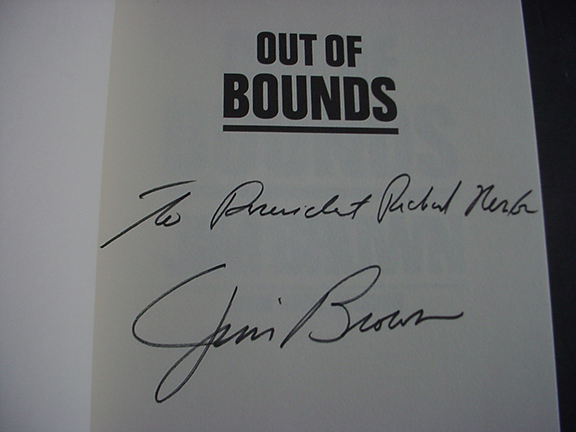 OUT OF
BOUNDS
To President Richard Nixon
Jim Brown